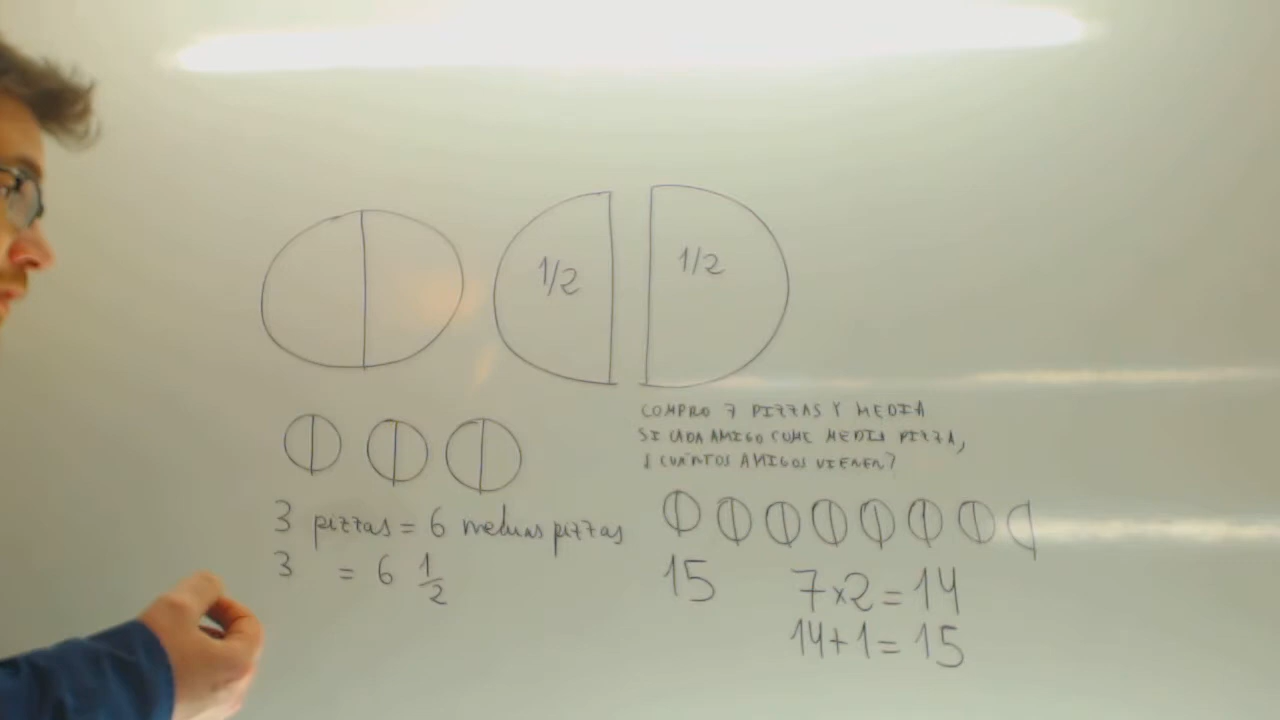 1/2
1/2
COMPRO 7 PIZZAS Y MEDIA
SI CADA AMIGO COME MEDIA PIZZA,
¿CUÁNTOS AMIGOS VIENEN?
3 pizzas = 6 medias pizzas
3 = 6 1/2
15
7x2=14
14+1=15